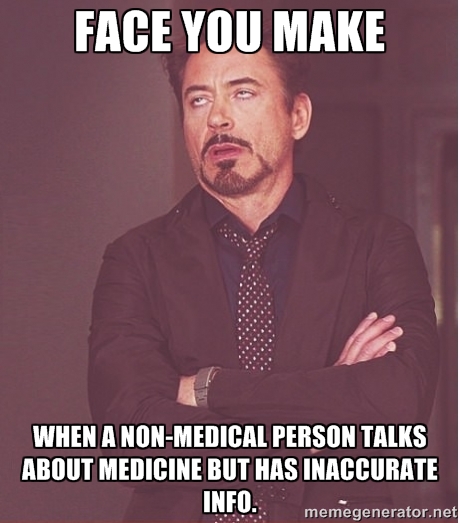 FACE YOU MAKE
WHEN A NON-MEDICAL PERSON TALKS
ABOUT MEDICINE BUT HAS INACCURATE
INFO.
memegenerator.net